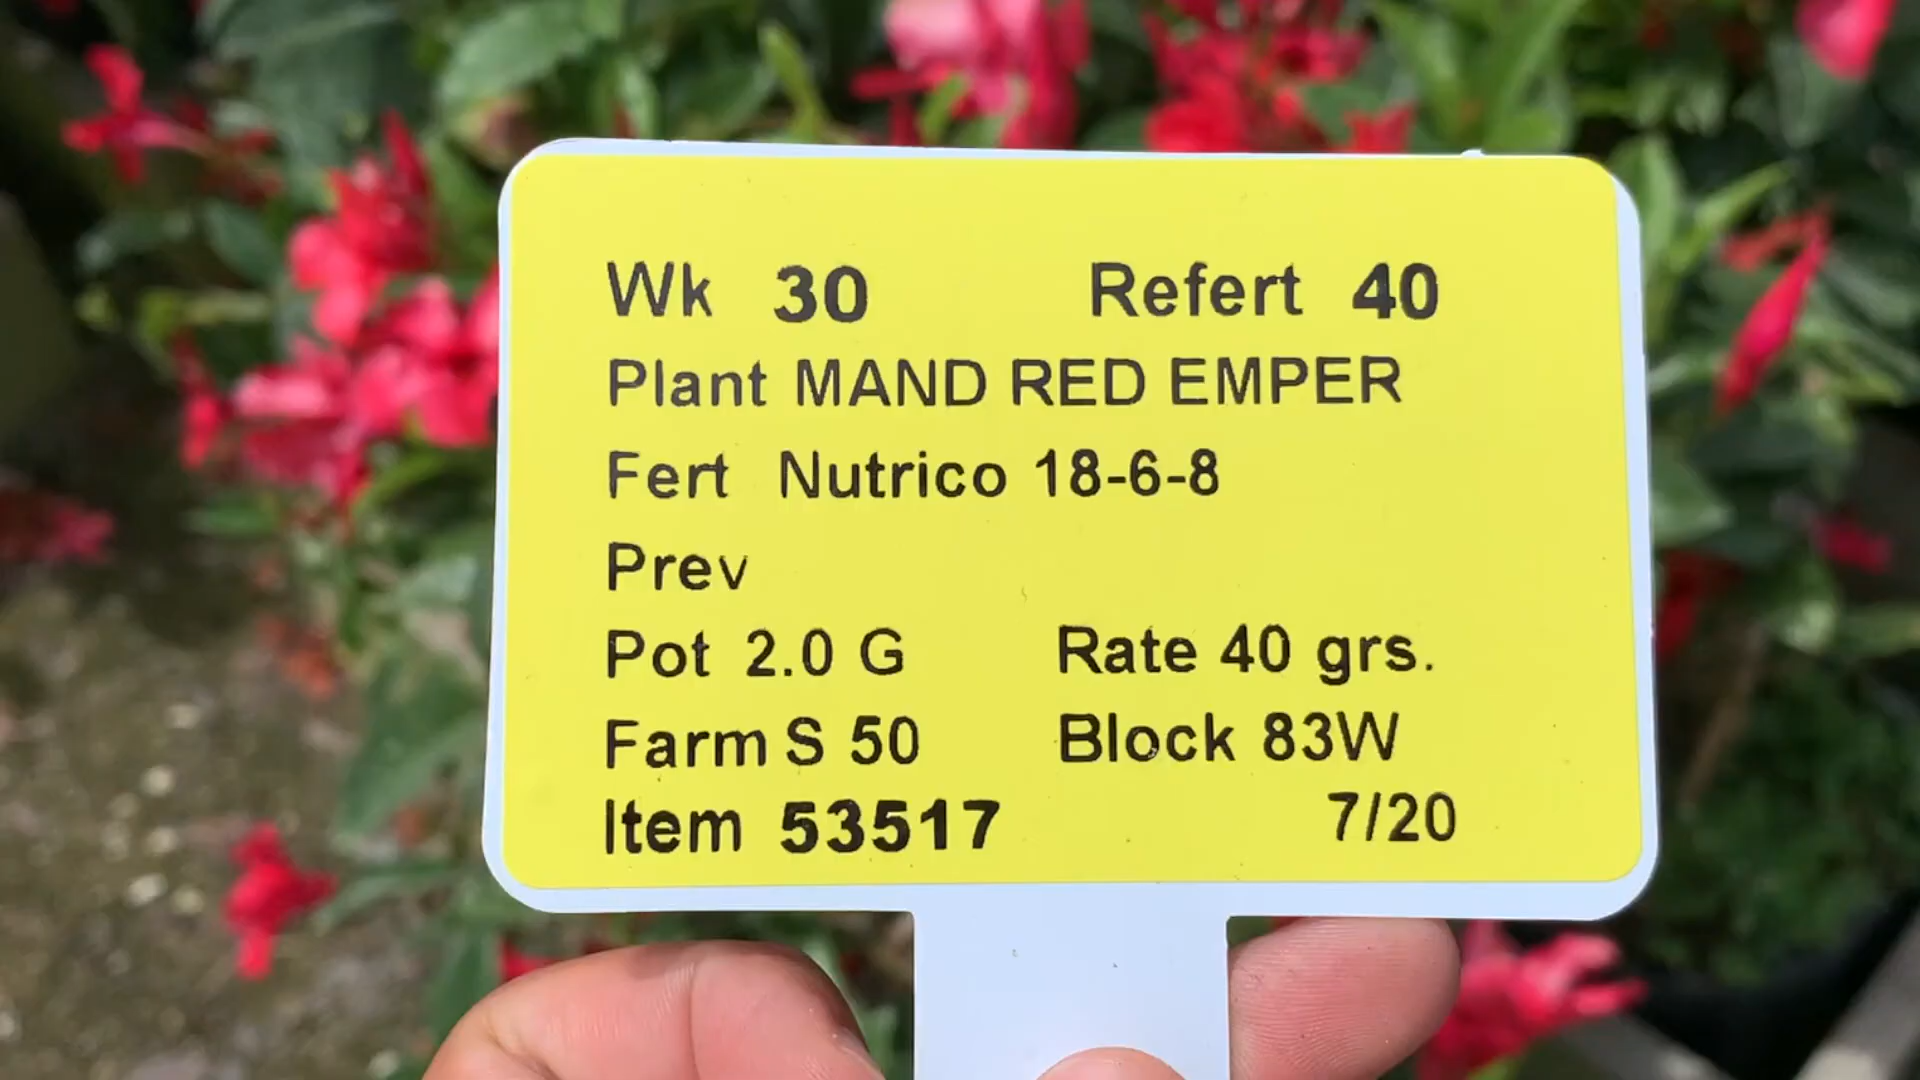 Wk 30 Refert 40
Plant MAND RED EMPER
Fert Nutrico 18-6-8
Prev
Pot 2.0 G Rate 40 grs.
Farm S 50 Block 83W
Item 53517 7/20